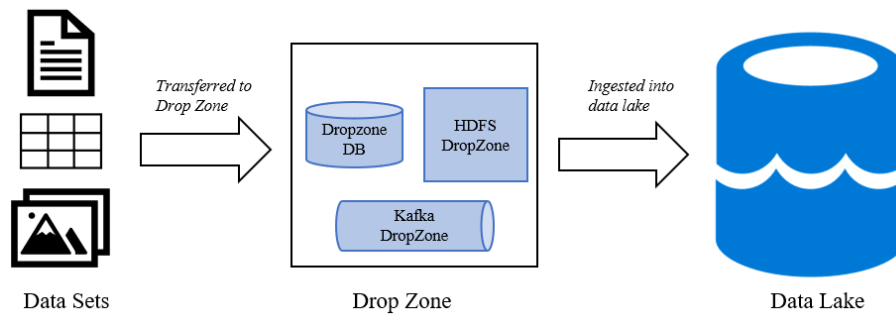 Transferred to
Drop Zone
Ingested into
data lake
Dropzone
DB
HDFS
DropZone
Kafka
DropZone
Data Sets
Drop Zone
Data Lake